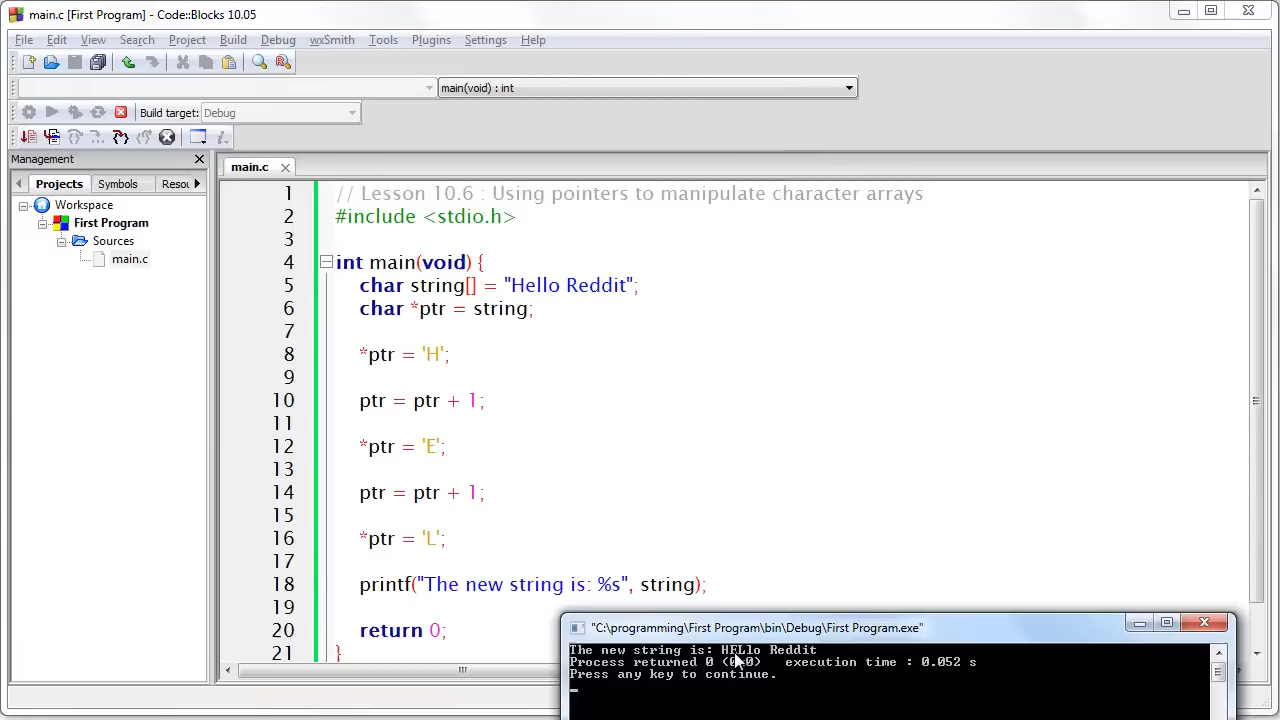 main.c [First Program] - Code::Blocks 10.05
File Edit View Search Project Build Debug wxSmith Tools Plugins Settings Help
main(void) : int
Build target: Debug
Management
main.c
Projects Symbols Resou
1 // Lesson 10.6 : Using pointers to manipulate character arrays
Workspace
2 #include <stdio.h>
First Program
3
Sources
4 int main(void) {
main.c
5 char string[] = "Hello Reddit";
6 char *ptr = string;
7
8 *ptr = 'H';
9
10 ptr = ptr + 1;
11
12 *ptr = 'E';
13
14 ptr = ptr + 1;
15
16 *ptr = 'L';
17
18 printf("The new string is: %s", string);
19
20 return 0;
21 }
"C:\programming\First Program\bin\Debug\First Program.exe"
The new string is: HELlo Reddit
Process returned 0 (0x0) execution time : 0.052 s
Press any key to continue.